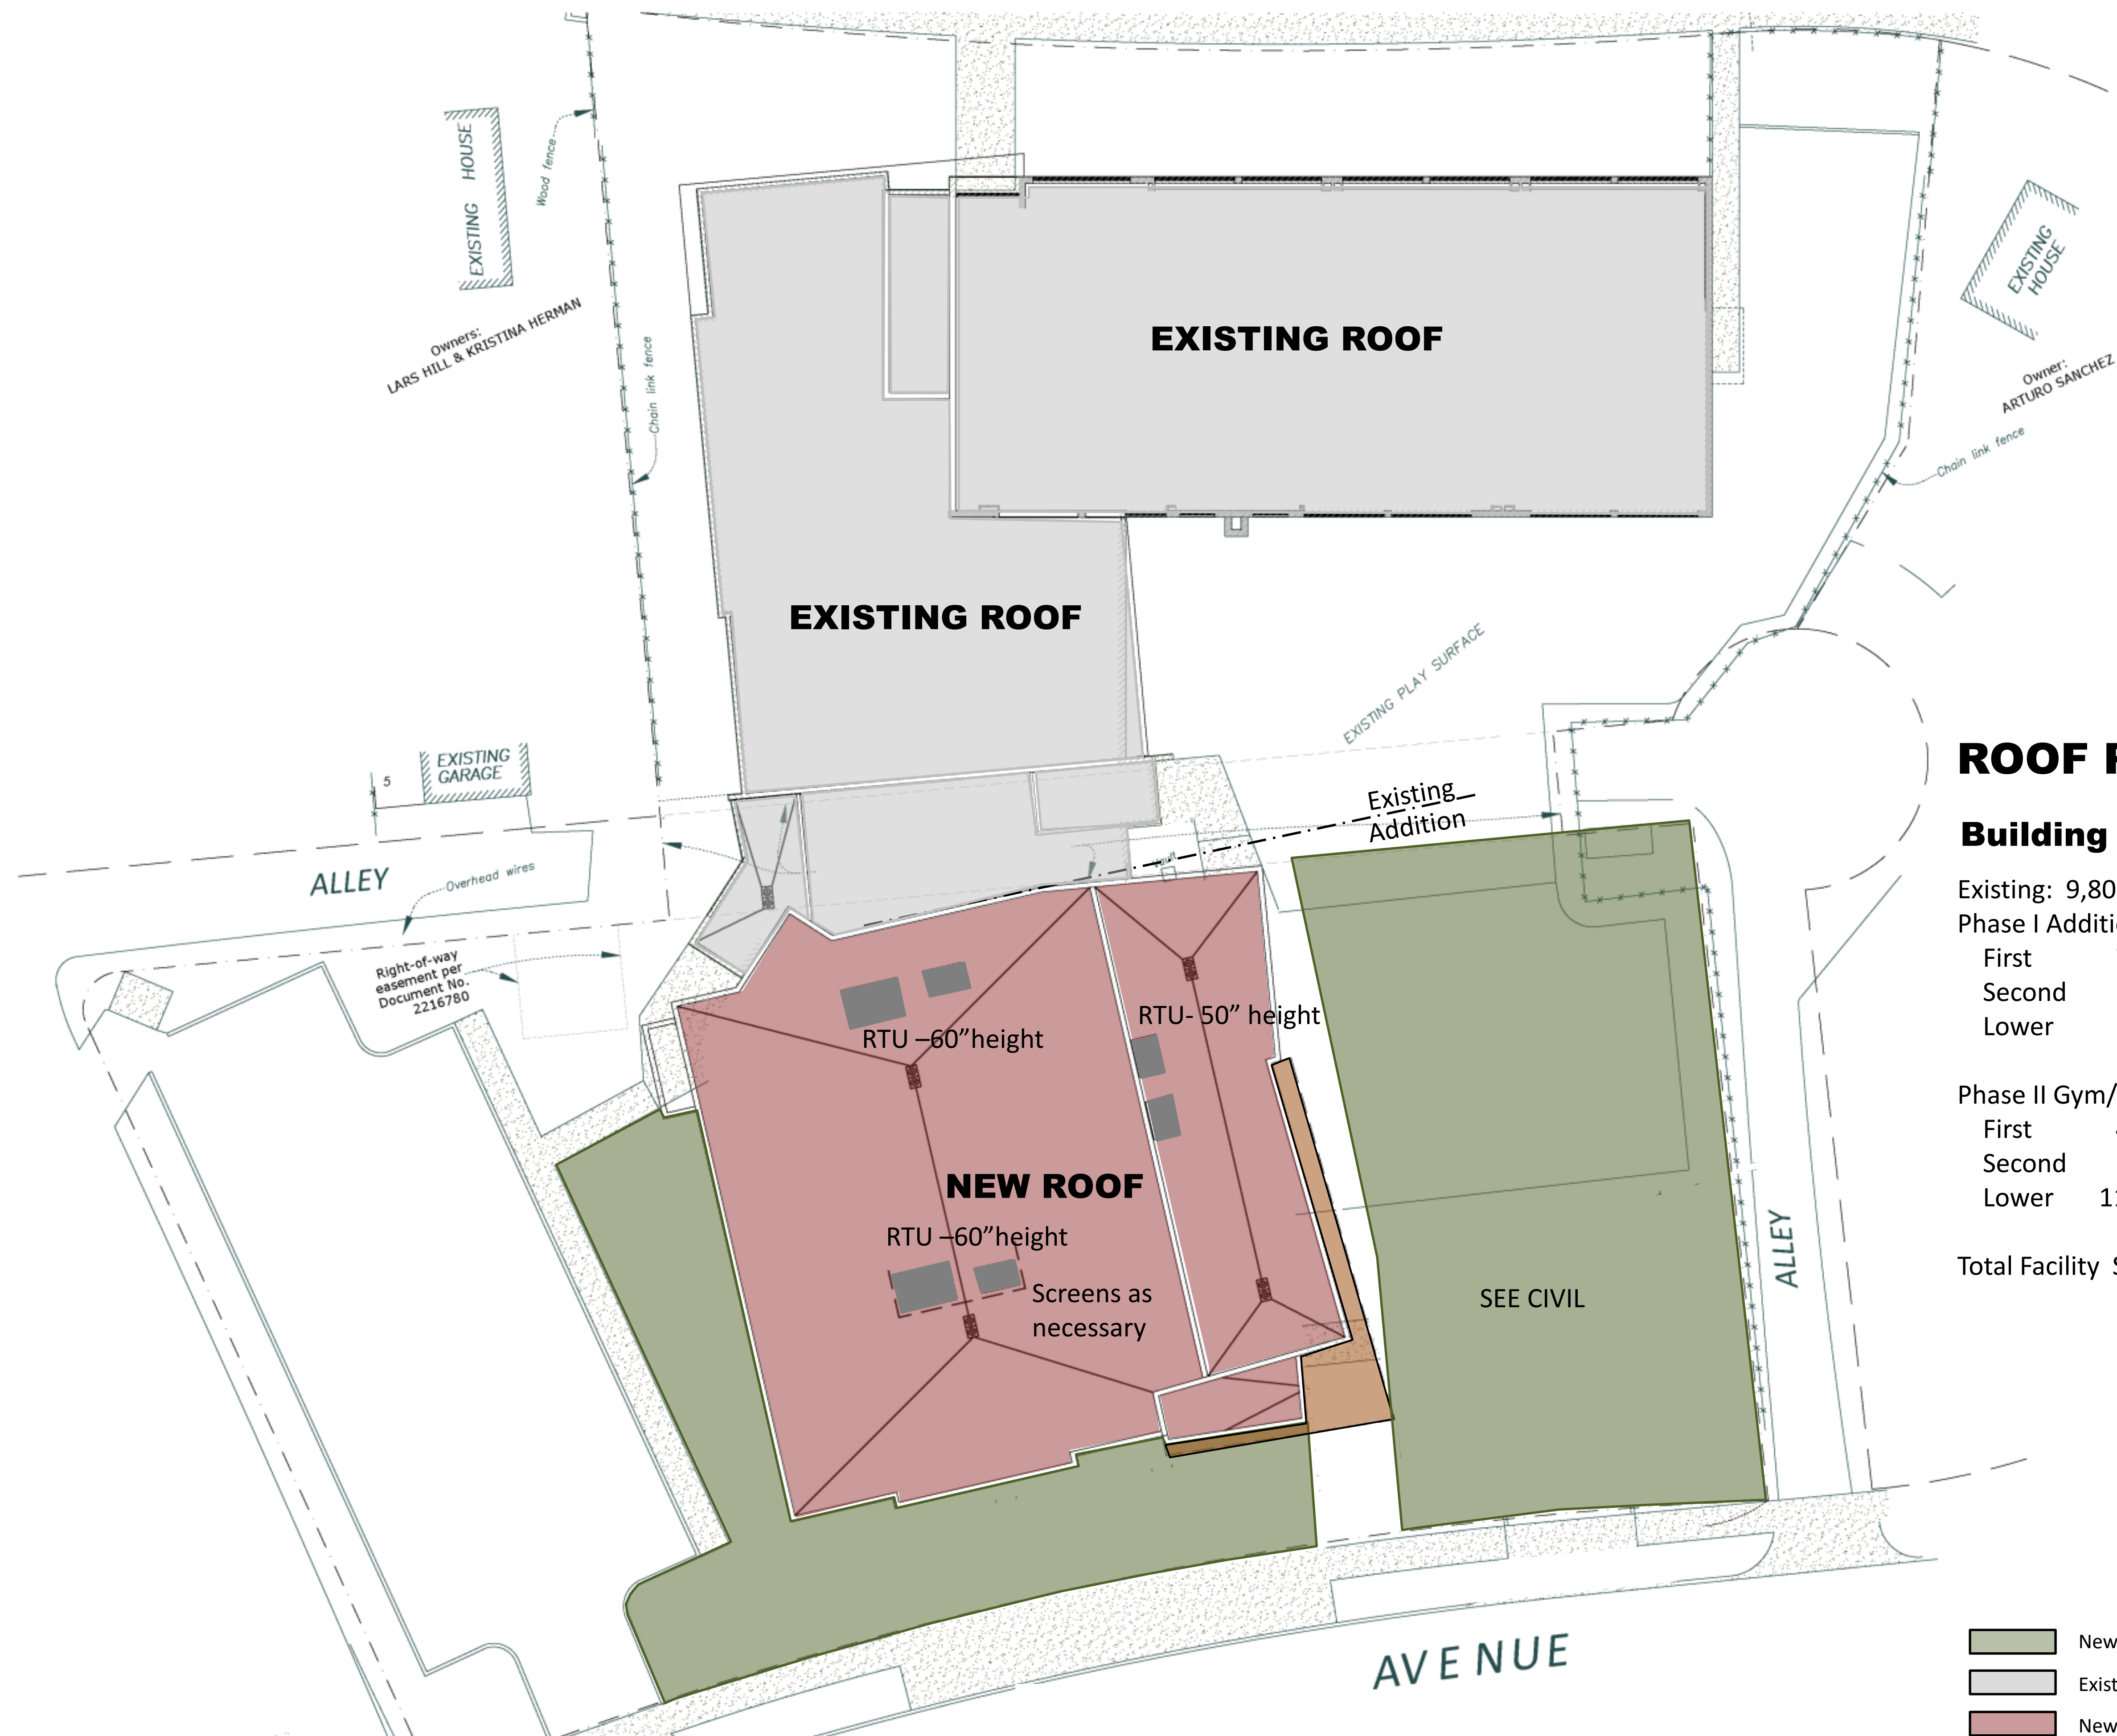 EXISTING HOUSE
Wood fence
Owners:
LARS HILL & KRISTINA HERMAN
Chain link fence
EXISTING ROOF
EXISTING
HOUSE
Owner:
ARTURO SANCHEZ
Chain link fence
EXISTING ROOF
EXISTING PLAY SURFACE
5
EXISTING
GARAGE
Existing
Addition
Vault
ALLEY
Overhead wires
Right-of-way
easement per
Document No.
2216780
RTU –60”height
RTU- 50” height
NEW ROOF
RTU –60”height
Screens as
necessary
SEE CIVIL
ALLEY
AVENUE
ROOF
Building
Existing: 9,80
Phase I Additi
First
Second
Lower
Phase II Gym/
First
Second
Lower 11
Total Facility S
New
Exist
New